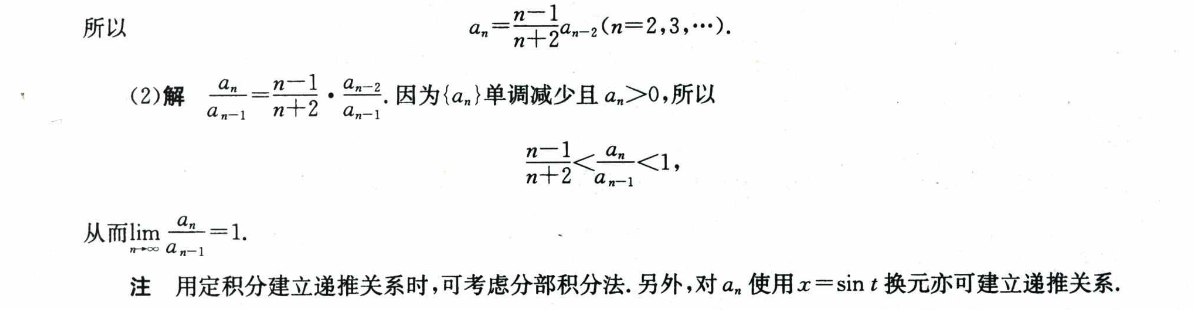 所以 $a_n=\frac{n-1}{n+2}a_{n-2}(n=2,3,\cdots).$
(2)解 $\frac{a_n}{a_{n-1}}=\frac{n-1}{n+2}\cdot\frac{a_{n-2}}{a_{n-1}}$.因为$\{a_n\}$单调减少且 $a_n>0$,所以
$\frac{n-1}{n+2}<\frac{a_n}{a_{n-1}}<1,$
从而$\lim_{n\to\infty}\frac{a_n}{a_{n-1}}=1.$
注 用定积分建立递推关系时,可考虑分部积分法.另外,对 $a_n$ 使用 $x=\sin t$ 换元亦可建立递推关系.